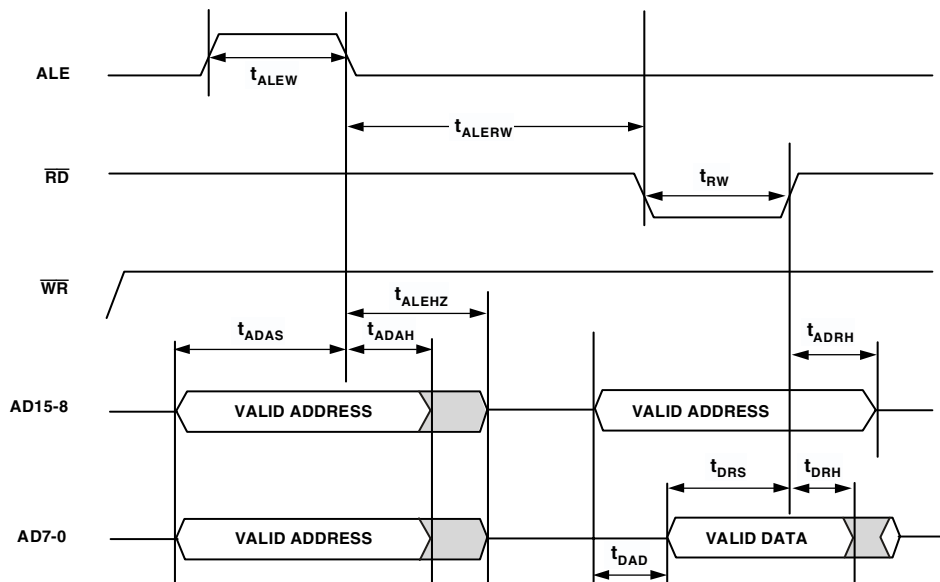 ALE
tALEW
tALERW
RD
tRW
WR
tALEHZ
tADAS
tADAH
tADRH
AD15-8
VALID ADDRESS
VALID ADDRESS
tDRS
tDRH
AD7-0
VALID ADDRESS
VALID DATA
tDAD